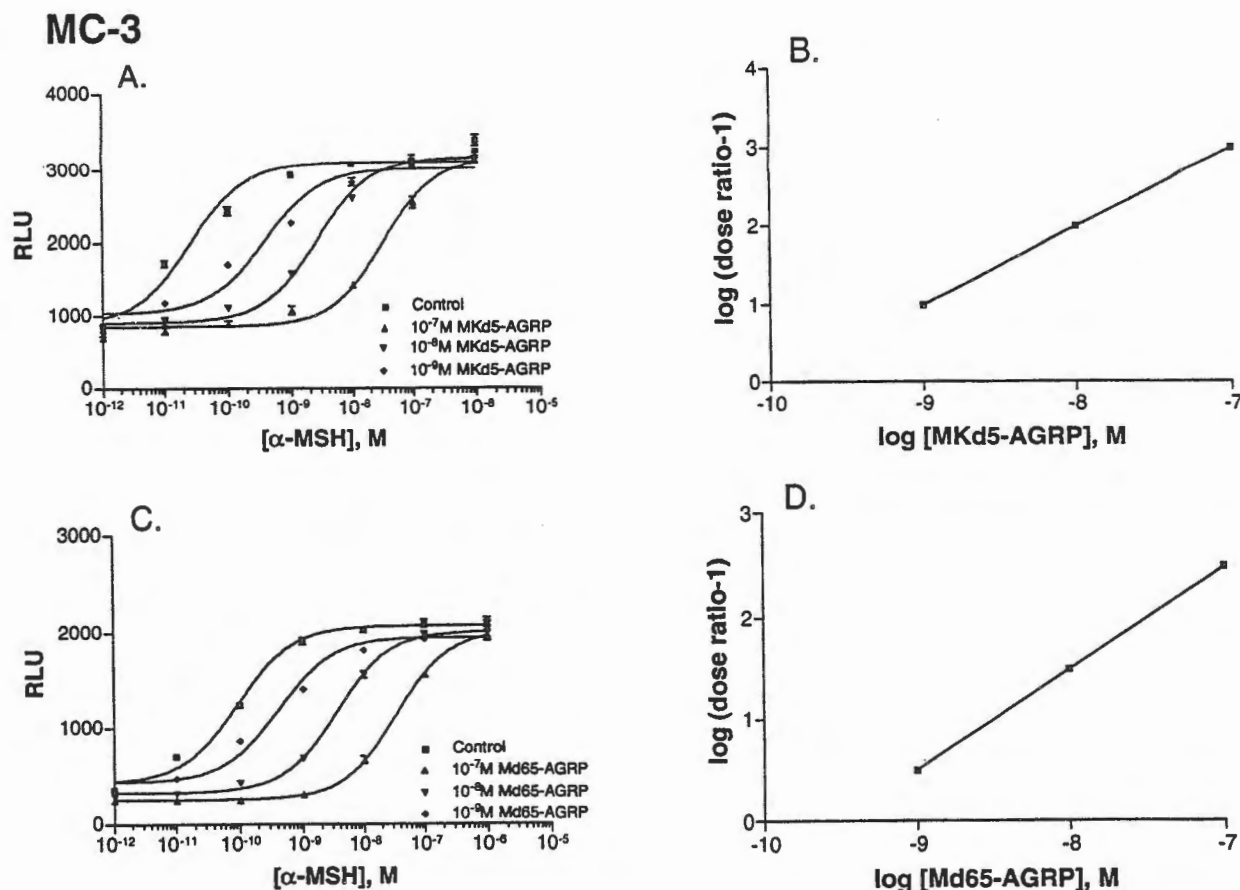 MC-3
A.
4000
3000
2000
1000
0
RLU
10-12 10-11 10-10 10-9 10-8 10-7 10-6 10-5
[α-MSH], M
Control
10-7M MKd5-AGRP
10-8M MKd5-AGRP
10-9M MKd5-AGRP
B.
4
3
2
1
0
log (dose ratio-1)
-10 -9 -8 -7
log [MKd5-AGRP], M
C.
3000
2000
1000
0
RLU
10-12 10-11 10-10 10-9 10-8 10-7 10-6 10-5
[α-MSH], M
Control
10-7M Md65-AGRP
10-8M Md65-AGRP
10-9M Md65-AGRP
D.
3
2
1
0
log (dose ratio-1)
-10 -9 -8 -7
log [Md65-AGRP], M